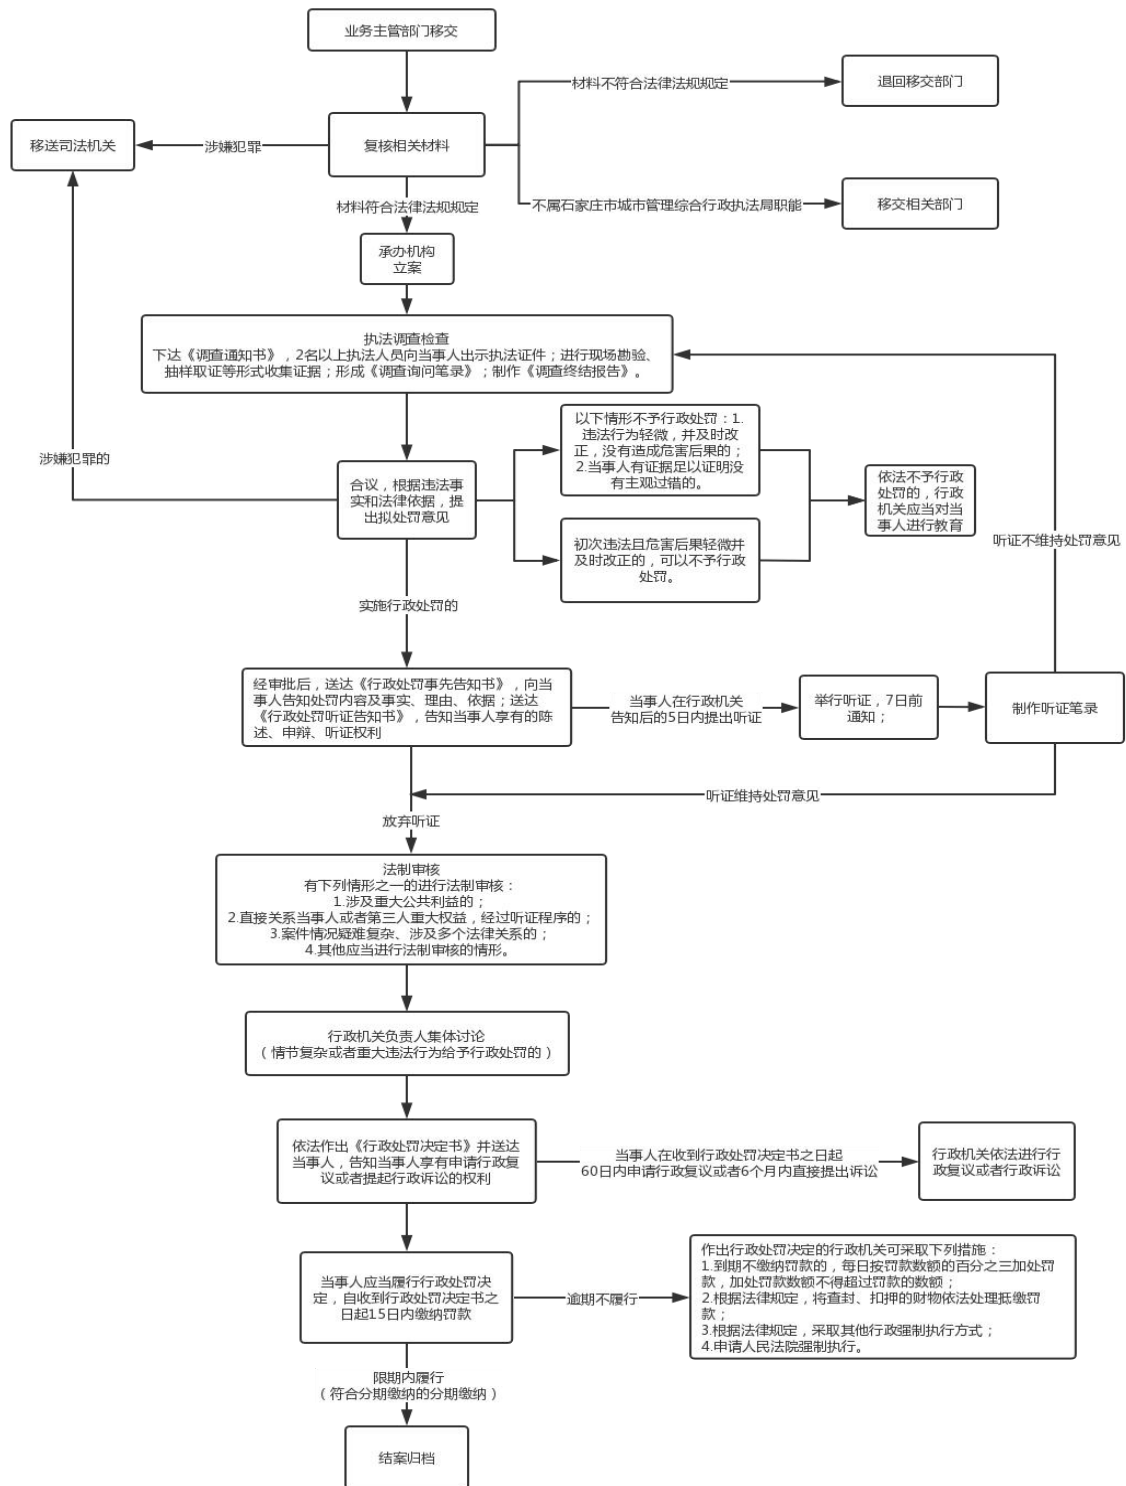 业务主管部门移交
材料不符合法律法规规定
退回移交部门
移送司法机关
涉嫌犯罪
复核相关材料
不属石家庄市城市管理综合行政执法局职能
移交相关部门
材料符合法律法规规定
承办机构
立案
执法调查检查
下达《调查通知书》，2名以上执法人员向当事人出示执法证件；进行现场勘验、
抽样取证等形式收集证据；形成《调查询问笔录》；制作《调查终结报告》。
涉嫌犯罪的
合议，根据违法事
实和法律依据，提
出拟处罚意见
以下情形不予行政处罚：1.
违法行为轻微，并及时改
正，没有造成危害后果的；
2.当事人有证据足以证明没
有主观过错的。
初次违法且危害后果轻微并
及时改正的，可以不予行政
处罚。
依法不予行政
处罚的，行政
机关应当对当
事人进行教育
听证不维持处罚意见
实施行政处罚的
经审批后，送达《行政处罚事先告知书》，向当
事人告知处罚内容及事实、理由、依据；送达
《行政处罚听证告知书》，告知当事人享有的陈
述、申辩、听证权利
当事人在行政机关
告知后的5日内提出听证
举行听证，7日前
通知；
制作听证笔录
听证维持处罚意见
放弃听证
法制审核
有下列情形之一的进行法制审核：
1.涉及重大公共利益的；
2.直接关系当事人或者第三人重大权益，经过听证程序的；
3.案件情况疑难复杂、涉及多个法律关系的；
4.其他应当进行法制审核的情形。
行政机关负责人集体讨论
（情节复杂或者重大违法行为给予行政处罚的）
依法作出《行政处罚决定书》并送达
当事人，告知当事人享有申请行政复
议或者提起行政诉讼的权利
当事人在收到行政处罚决定书之日起
60日内申请行政复议或者6个月内直接提出诉讼
行政机关依法进行行
政复议或者行政诉讼
当事人应当履行行政处罚决
定，自收到行政处罚决定书之
日起15日内缴纳罚款
逾期不履行
作出行政处罚决定的行政机关可采取下列措施：
1.到期不缴纳罚款的，每日按罚款数额的百分之三加处罚
款，加处罚款数额不得超过罚款的数额；
2.根据法律规定，将查封、扣押的财物依法处理抵缴罚
款；
3.根据法律规定，采取其他行政强制执行方式；
4.申请人民法院强制执行。
限期内履行
（符合分期缴纳的分期缴纳）
结案归档